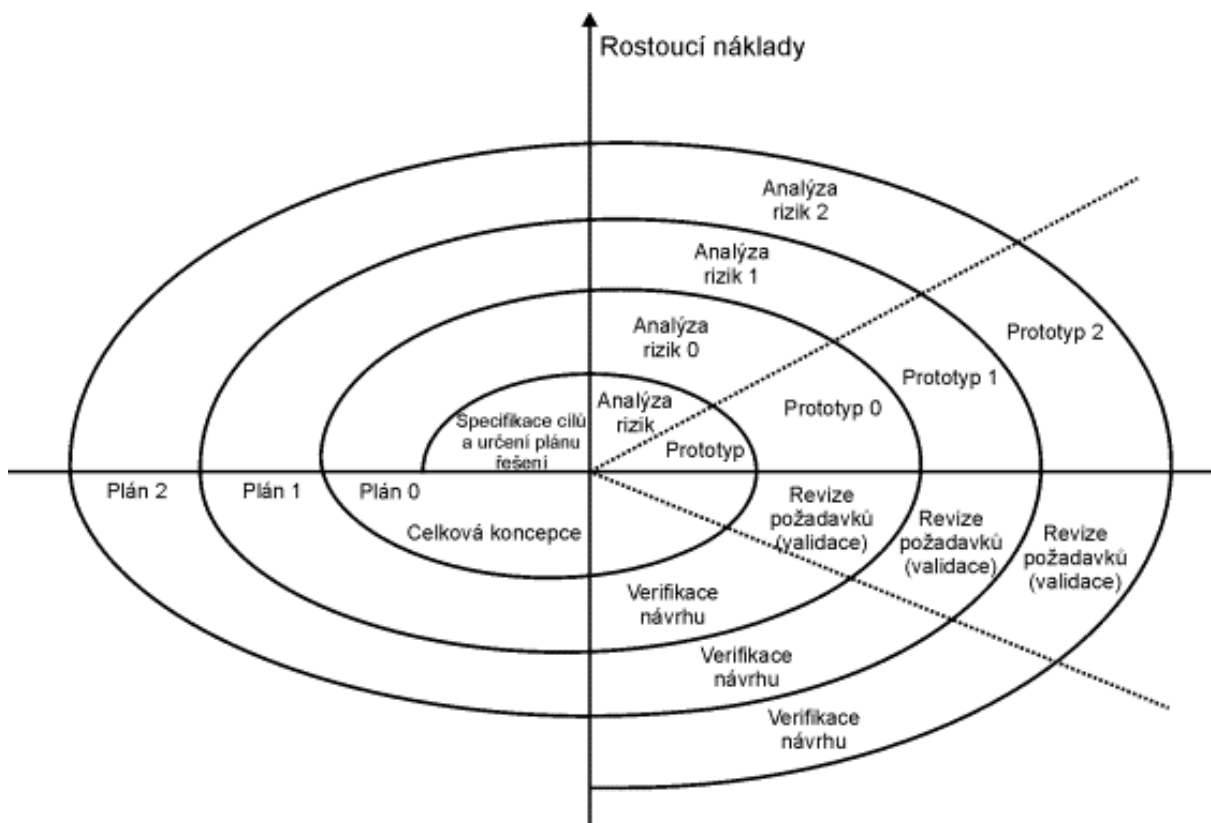 Rostoucí náklady
Analýza
rizik 2
Analýza
rizik 1
Analýza
rizik 0
Analýza
rizik
Specifikace cílů
a určení plánu
řešení
Prototyp
Prototyp 0
Prototyp 1
Prototyp 2
Plán 2
Plán 1
Plán 0
Celková koncepce
Revize
požadavků
(validace)
Revize
požadavků
(validace)
Revize
požadavků
(validace)
Verifikace
návrhu
Verifikace
návrhu
Verifikace
návrhu